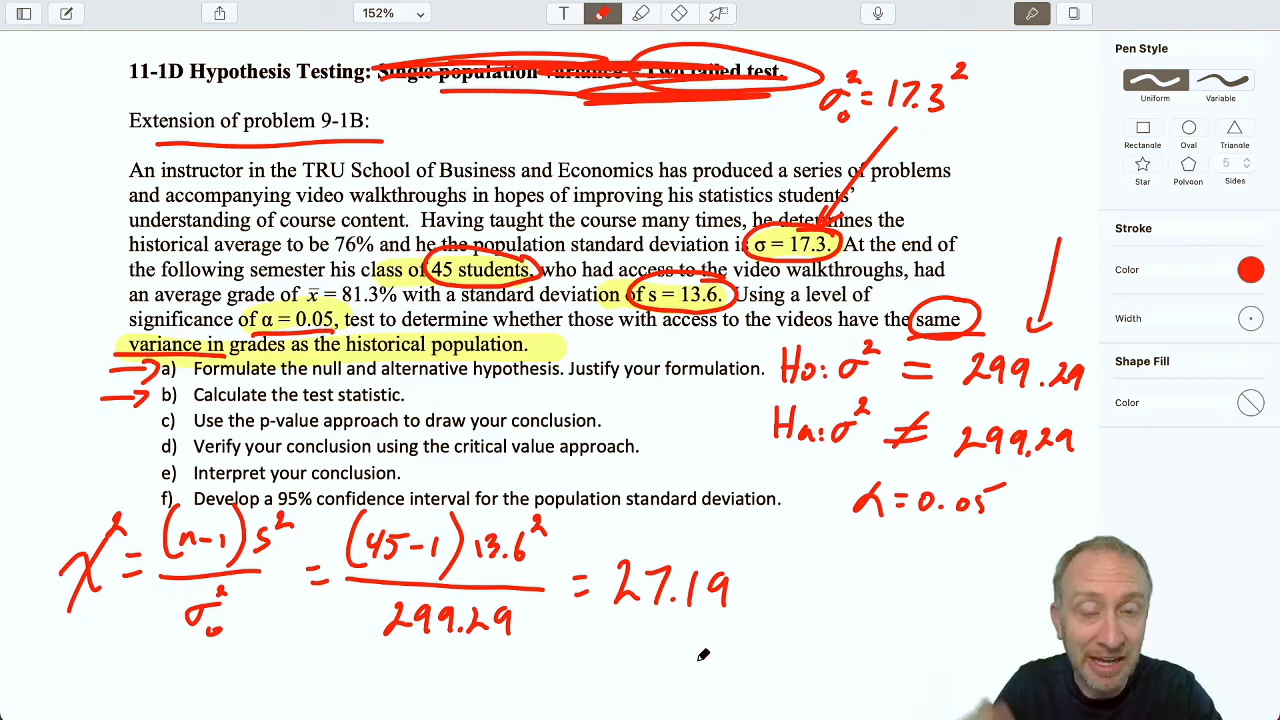 152%
T
11-1D Hypothesis Testing: Single population variance – Two tailed test.
σ₀² = 17.3²
Extension of problem 9-1B:
An instructor in the TRU School of Business and Economics has produced a series of problems
and accompanying video walkthroughs in hopes of improving his statistics students'
understanding of course content. Having taught the course many times, he determines the
historical average to be 76% and he the population standard deviation is σ = 17.3. At the end of
the following semester his class of 45 students, who had access to the video walkthroughs, had
an average grade of x̅ = 81.3% with a standard deviation of s = 13.6. Using a level of
significance of α = 0.05, test to determine whether those with access to the videos have the same
variance in grades as the historical population.
a) Formulate the null and alternative hypothesis. Justify your formulation.
b) Calculate the test statistic.
c) Use the p-value approach to draw your conclusion.
d) Verify your conclusion using the critical value approach.
e) Interpret your conclusion.
f) Develop a 95% confidence interval for the population standard deviation.
Ho: σ² = 299.29
Ha: σ² ≠ 299.29
α = 0.05
χ² = (n-1)s² / σ₀² = (45-1)13.6² / 299.29 = 27.19
Pen Style
Uniform Variable
Rectangle Oval Triangle
5
Star Polygon Sides
Stroke
Color
Width
Shape Fill
Color